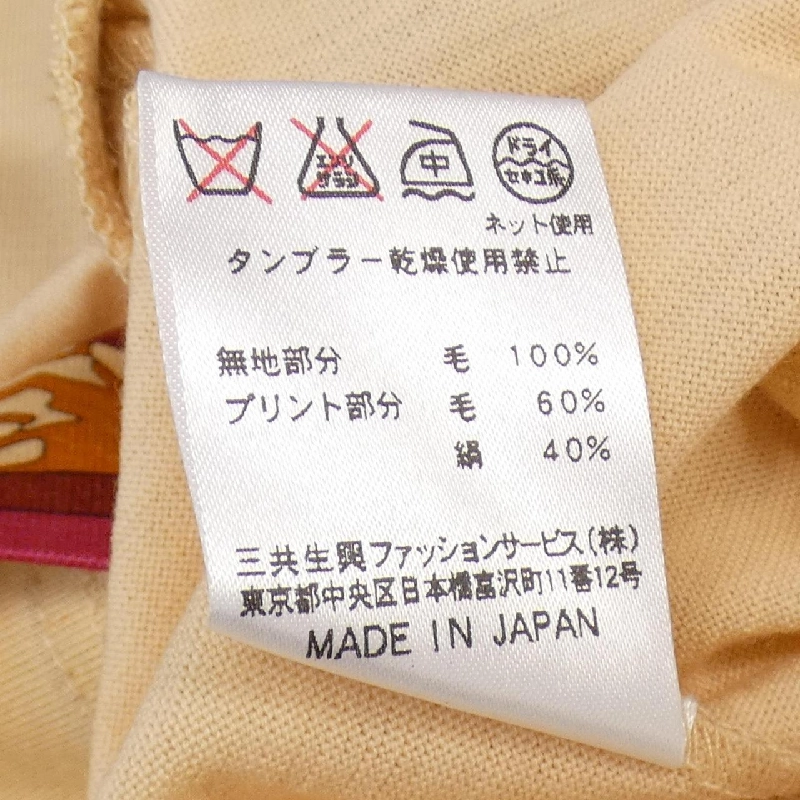 エンソ
サラシ
中
ドライ
セキユ系
ネット使用
タンブラー乾燥使用禁止
無地部分 毛 100%
プリント部分 毛 60%
絹 40%
三共生興ファッションサービス(株)
東京都中央区日本橋富沢町11番12号
MADE IN JAPAN